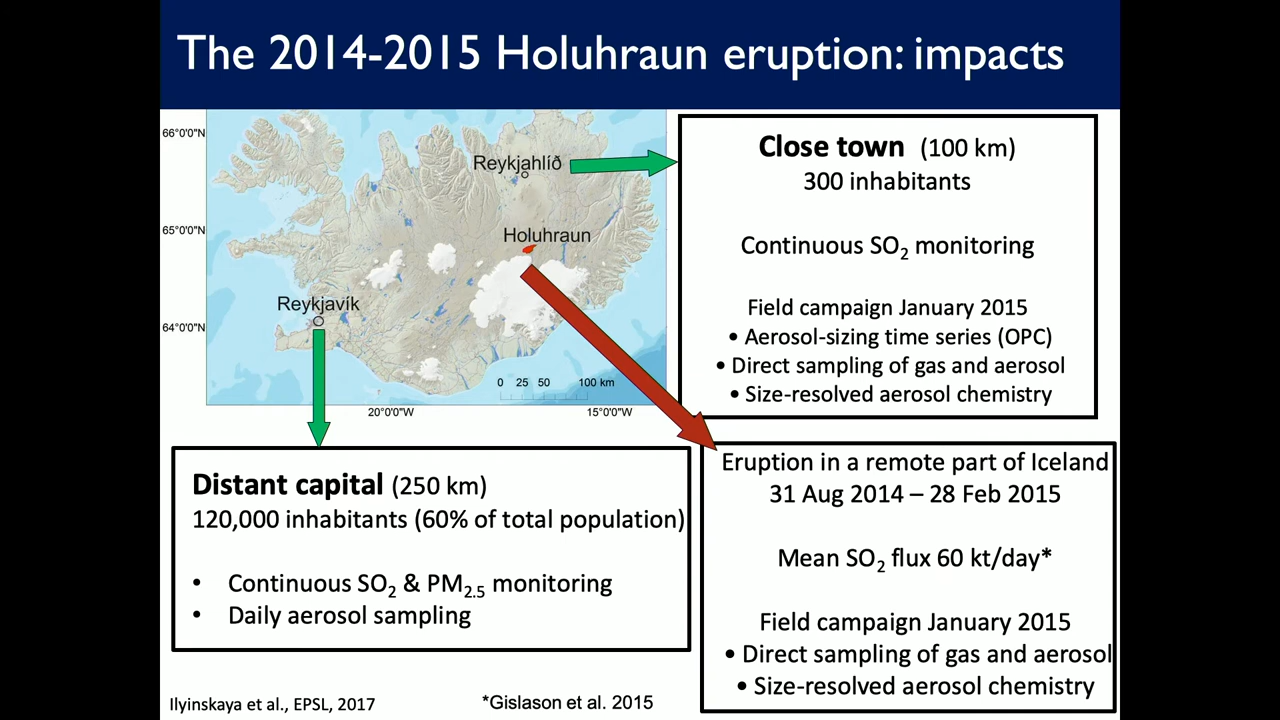 The 2014-2015 Holuhraun eruption: impacts
66°0'0"N
65°0'0"N
64°0'0"N
Reykjahlíð
Holuhraun
Reykjavík
0 25 50 100 km
20°0'0"W
15°0'0"W
Close town (100 km)
300 inhabitants
Continuous SO₂ monitoring
Field campaign January 2015
• Aerosol-sizing time series (OPC)
• Direct sampling of gas and aerosol
• Size-resolved aerosol chemistry
Distant capital (250 km)
120,000 inhabitants (60% of total population)
• Continuous SO₂ & PM₂.₅ monitoring
• Daily aerosol sampling
Eruption in a remote part of Iceland
31 Aug 2014 – 28 Feb 2015
Mean SO₂ flux 60 kt/day*
Field campaign January 2015
• Direct sampling of gas and aerosol
• Size-resolved aerosol chemistry
Ilyinskaya et al., EPSL, 2017
*Gislason et al. 2015